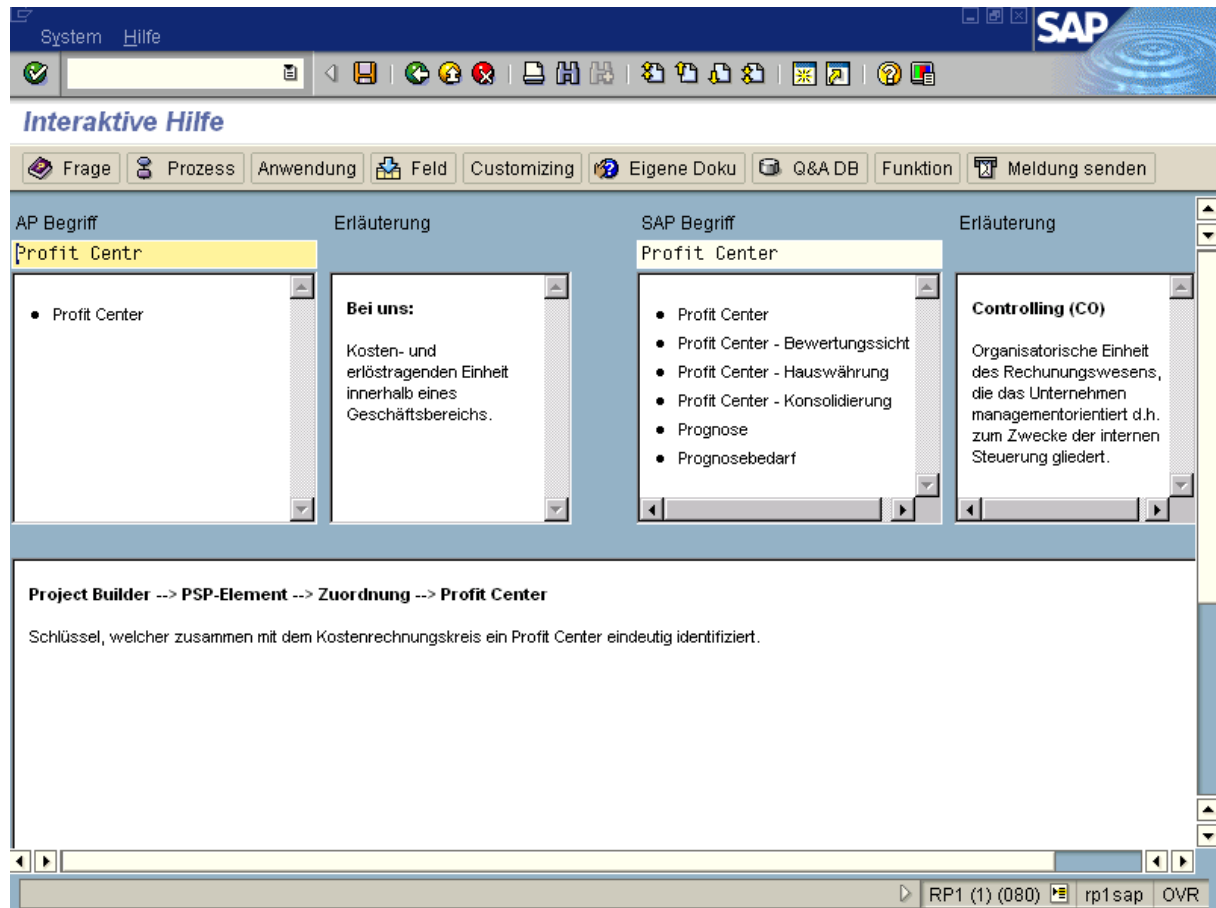 System Hilfe
SAP
Interaktive Hilfe
Frage Prozess Anwendung Feld Customizing Eigene Doku Q&A DB Funktion Meldung senden
AP Begriff Erläuterung SAP Begriff Erläuterung
Profit Centr Profit Center
• Profit Center
Bei uns:
Kosten- und
erlöstragenden Einheit
innerhalb eines
Geschäftsbereichs.
• Profit Center
• Profit Center - Bewertungssicht
• Profit Center - Hauswährung
• Profit Center - Konsolidierung
• Prognose
• Prognosebedarf
Controlling (CO)
Organisatorische Einheit
des Rechunungswesens,
die das Unternehmen
managementorientiert d.h.
zum Zwecke der internen
Steuerung gliedert.
Project Builder --> PSP-Element --> Zuordnung --> Profit Center
Schlüssel, welcher zusammen mit dem Kostenrechnungskreis ein Profit Center eindeutig identifiziert.
RP1 (1) (080) rp1sap OVR